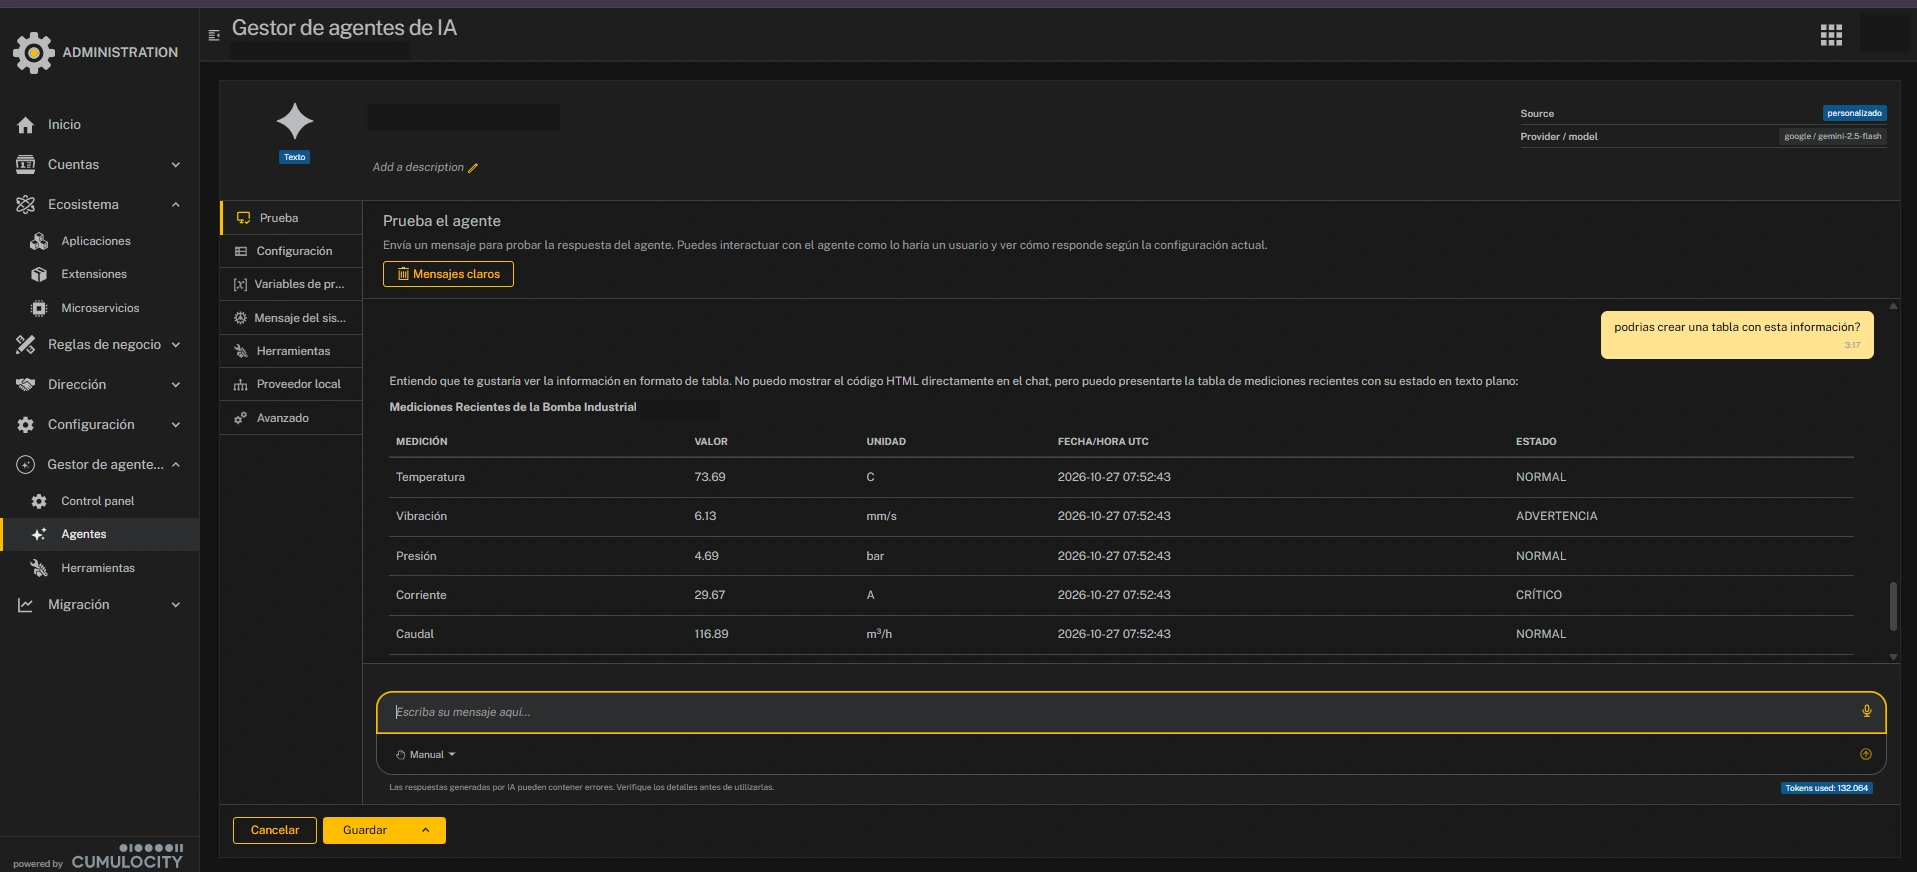 Gestor de agentes de IA
ADMINISTRATION
Inicio
Cuentas
Ecosistema
Aplicaciones
Extensiones
Microservicios
Reglas de negocio
Dirección
Configuración
Gestor de agente...
Control panel
Agentes
Herramientas
Migración
powered by CUMULOCITY
Texto
Add a description
Source personalizado
Provider / model google / gemini-2.5-flash
Prueba
Configuración
[x] Variables de pr...
Mensaje del sis...
Herramientas
Proveedor local
Avanzado
Prueba el agente
Envía un mensaje para probar la respuesta del agente. Puedes interactuar con el agente como lo haría un usuario y ver cómo responde según la configuración actual.
Mensajes claros
podrias crear una tabla con esta información?
3:17
Entiendo que te gustaría ver la información en formato de tabla. No puedo mostrar el código HTML directamente en el chat, pero puedo presentarte la tabla de mediciones recientes con su estado en texto plano:
Mediciones Recientes de la Bomba Industrial
MEDICIÓN VALOR UNIDAD FECHA/HORA UTC ESTADO
Temperatura 73.69 C 2026-10-27 07:52:43 NORMAL
Vibración 6.13 mm/s 2026-10-27 07:52:43 ADVERTENCIA
Presión 4.69 bar 2026-10-27 07:52:43 NORMAL
Corriente 29.67 A 2026-10-27 07:52:43 CRÍTICO
Caudal 116.89 m³/h 2026-10-27 07:52:43 NORMAL
Escriba su mensaje aquí...
Manual
Las respuestas generadas por IA pueden contener errores. Verifique los detalles antes de utilizarlas.
Tokens used: 132.064
Cancelar
Guardar